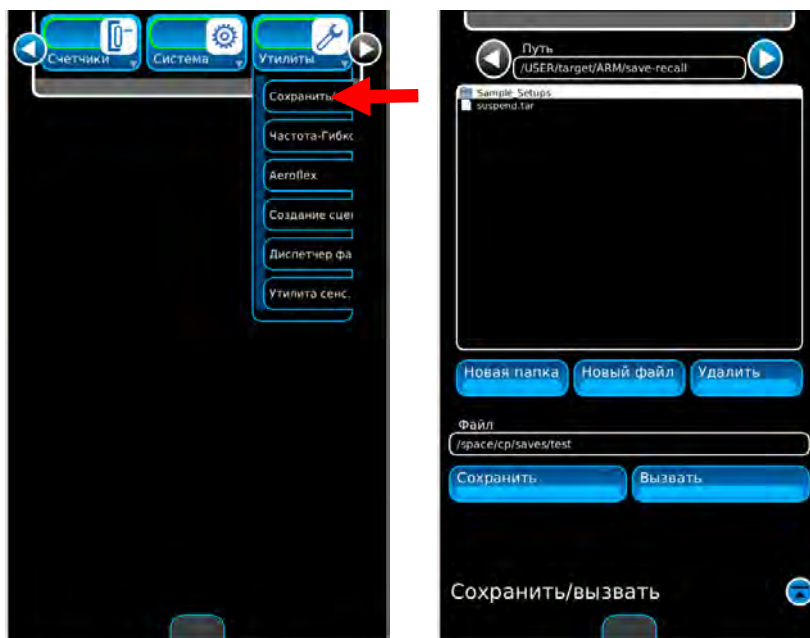 Счетчики
Система
Утилиты
Сохранить/
Частота-Гибкс
Aeroflex
Создание сце
Диспетчер фа
Утилита сенс.
Путь
/USER/target/ARM/save-recall
Sample_Setups
suspend.tar
Новая папка
Новый файл
Удалить
Файл
/space/cp/saves/test
Сохранить
Вызвать
Сохранить/вызвать